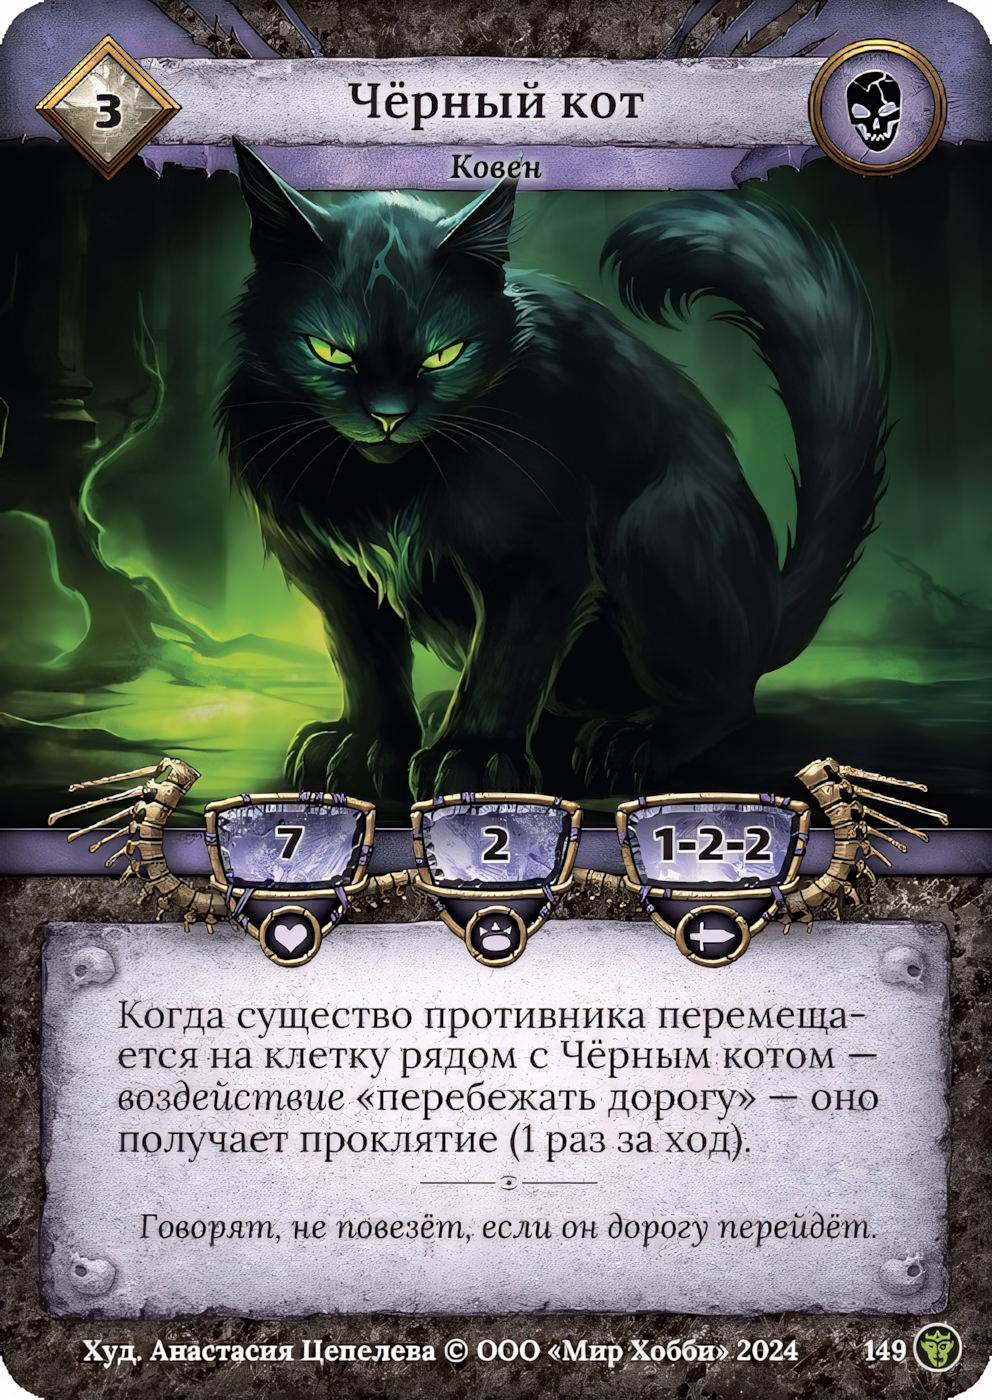 3
Чёрный кот
Ковен
7
2
1-2-2
Когда существо противника перемеща-
ется на клетку рядом с Чёрным котом —
воздействие «перебежать дорогу» — оно
получает проклятие (1 раз за ход).
Говорят, не повезёт, если он дорогу перейдёт.
Худ. Анастасия Цепелева © ООО «Мир Хобби» 2024
149